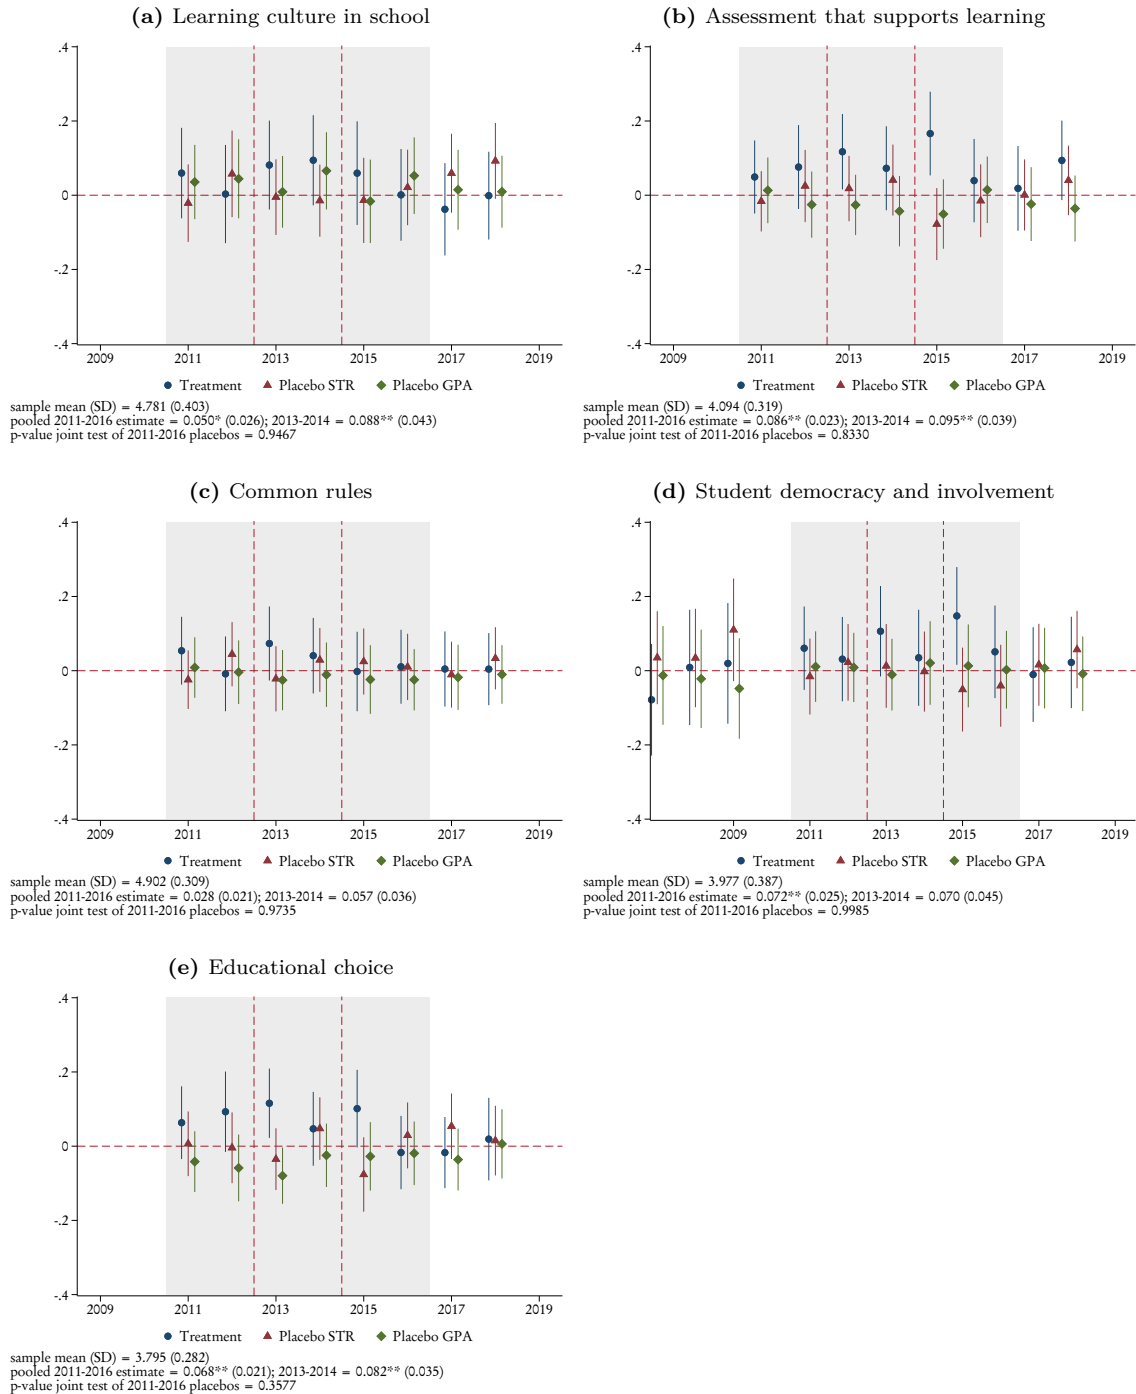 (a) Learning culture in school
.4
.2
0
-.2
-.4
2009 2011 2013 2015 2017 2019
Treatment Placebo STR Placebo GPA
sample mean (SD) = 4.781 (0.403)
pooled 2011-2016 estimate = 0.050* (0.026); 2013-2014 = 0.088** (0.043)
p-value joint test of 2011-2016 placebos = 0.9467
(b) Assessment that supports learning
.4
.2
0
-.2
-.4
2009 2011 2013 2015 2017 2019
Treatment Placebo STR Placebo GPA
sample mean (SD) = 4.094 (0.319)
pooled 2011-2016 estimate = 0.086** (0.023); 2013-2014 = 0.095** (0.039)
p-value joint test of 2011-2016 placebos = 0.8330
(c) Common rules
.4
.2
0
-.2
-.4
2009 2011 2013 2015 2017 2019
Treatment Placebo STR Placebo GPA
sample mean (SD) = 4.902 (0.309)
pooled 2011-2016 estimate = 0.028 (0.021); 2013-2014 = 0.057 (0.036)
p-value joint test of 2011-2016 placebos = 0.9735
(d) Student democracy and involvement
.4
.2
0
-.2
-.4
2009 2011 2013 2015 2017 2019
Treatment Placebo STR Placebo GPA
sample mean (SD) = 3.977 (0.387)
pooled 2011-2016 estimate = 0.072** (0.025); 2013-2014 = 0.070 (0.045)
p-value joint test of 2011-2016 placebos = 0.9985
(e) Educational choice
.4
.2
0
-.2
-.4
2009 2011 2013 2015 2017 2019
Treatment Placebo STR Placebo GPA
sample mean (SD) = 3.795 (0.282)
pooled 2011-2016 estimate = 0.068** (0.021); 2013-2014 = 0.082** (0.035)
p-value joint test of 2011-2016 placebos = 0.3577